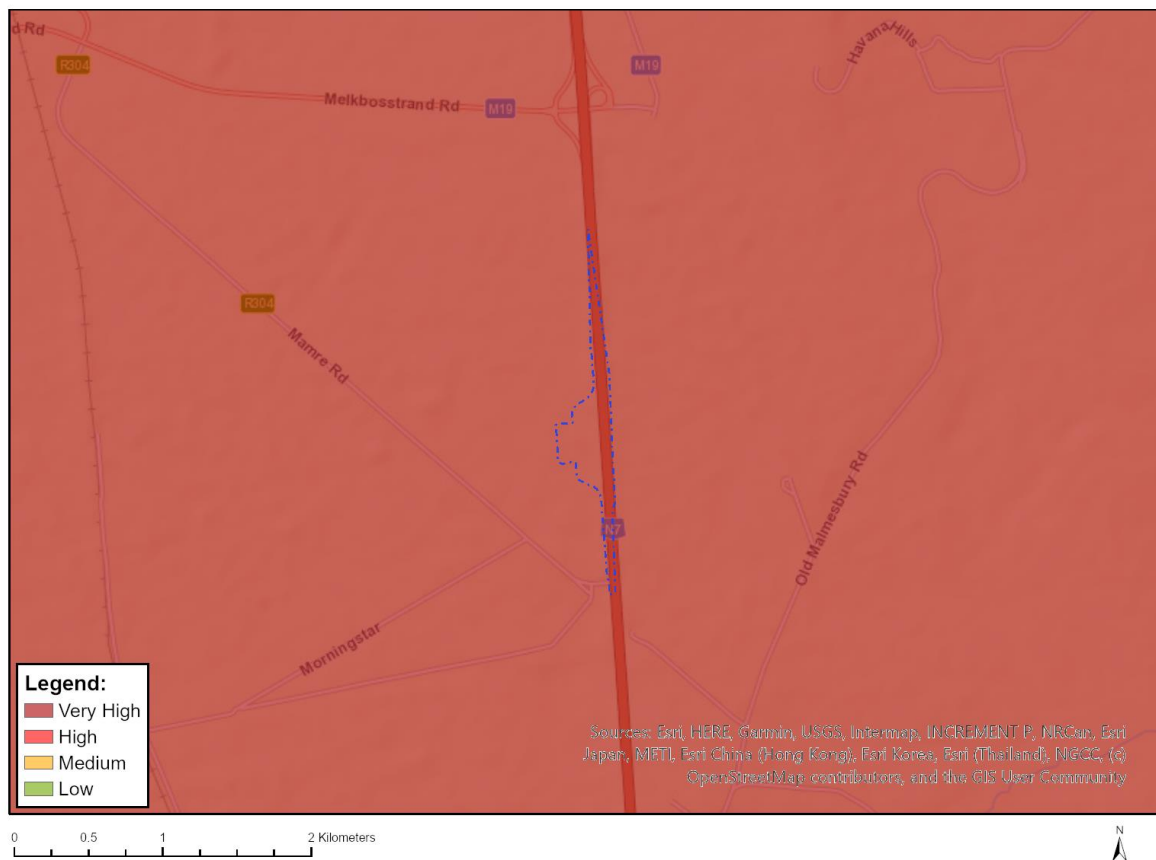 d Rd
R304
Melkbosstrand Rd
M19
M19
Havana Hills
R304
Mamre Rd
Old Malmesbury Rd
N7
Morningstar
Legend:
Very High
High
Medium
Low
Sources: Esri, HERE, Garmin, USGS, Intermap, INCREMENT P, NRCan, Esri
Japan, METI, Esri China (Hong Kong), Esri Korea, Esri (Thailand), NGCC, (c)
OpenStreetMap contributors, and the GIS User Community
0 0.5 1 2 Kilometers
N